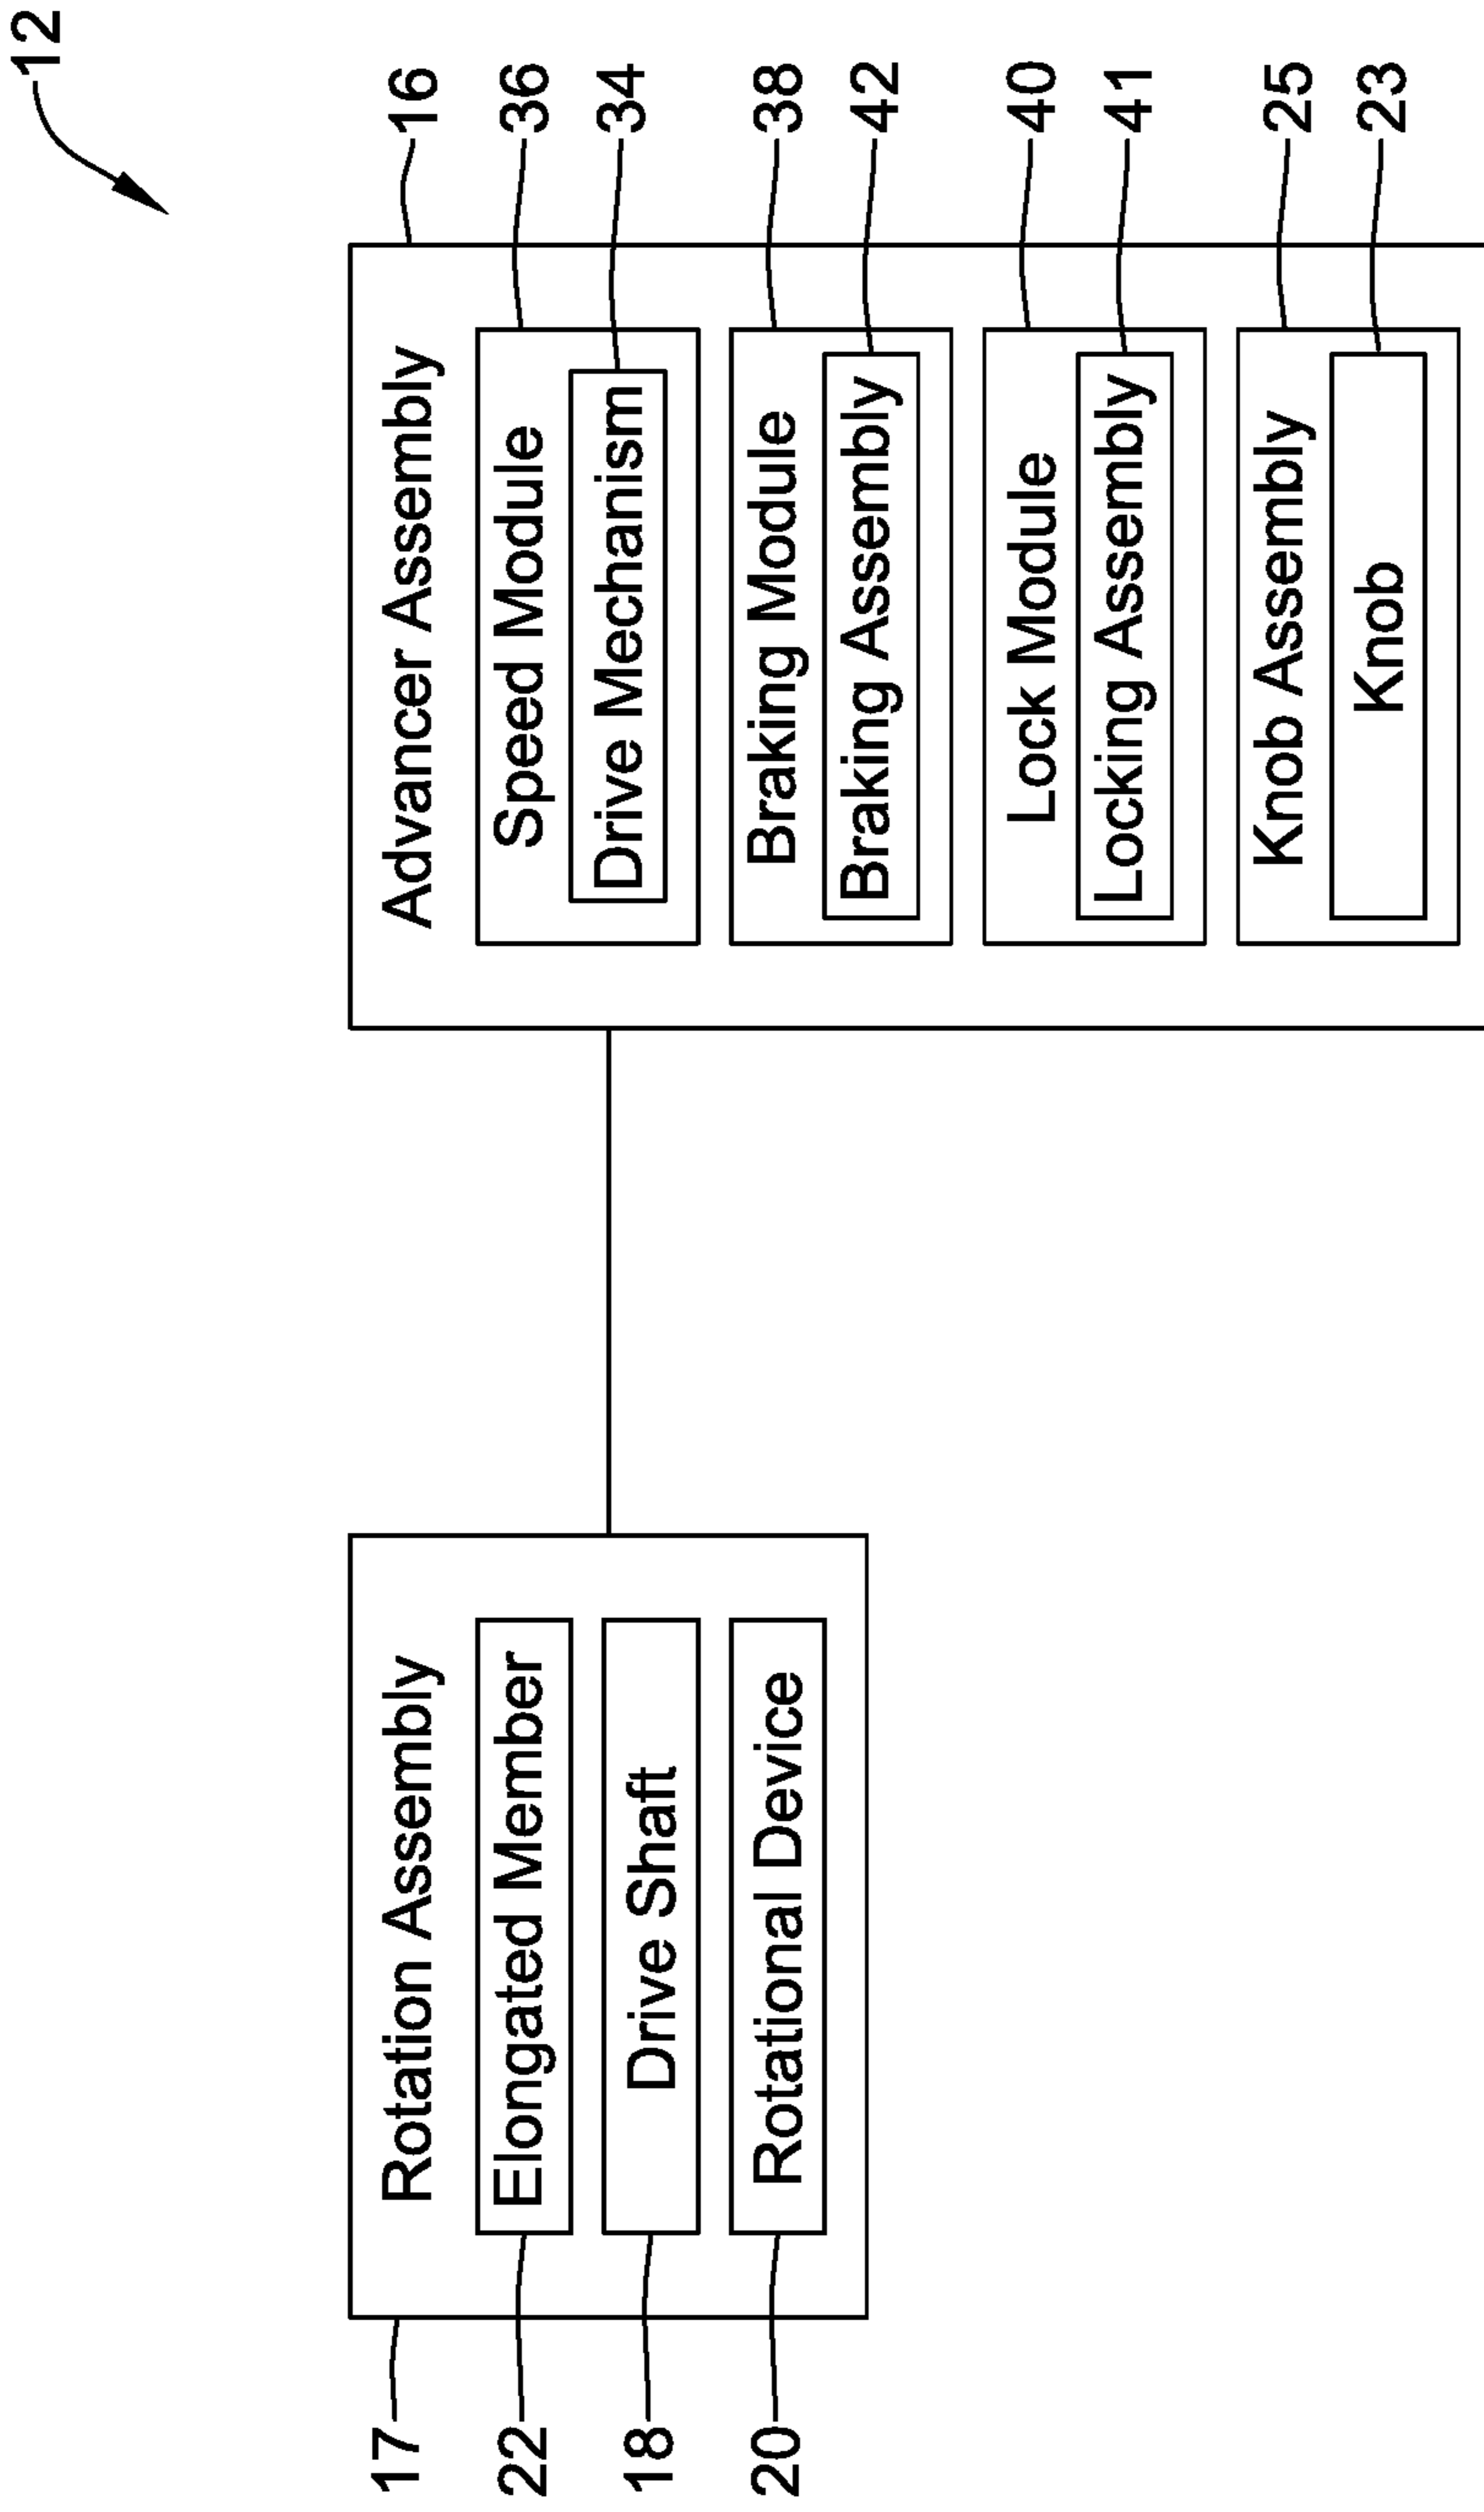 12
Rotation Assembly
17
Elongated Member
22
Drive Shaft
18
Rotational Device
20
Advancer Assembly
16
Speed Module
36
Drive Mechanism
34
Braking Module
38
Braking Assembly
42
Lock Module
40
Locking Assembly
41
Knob Assembly
25
Knob
23